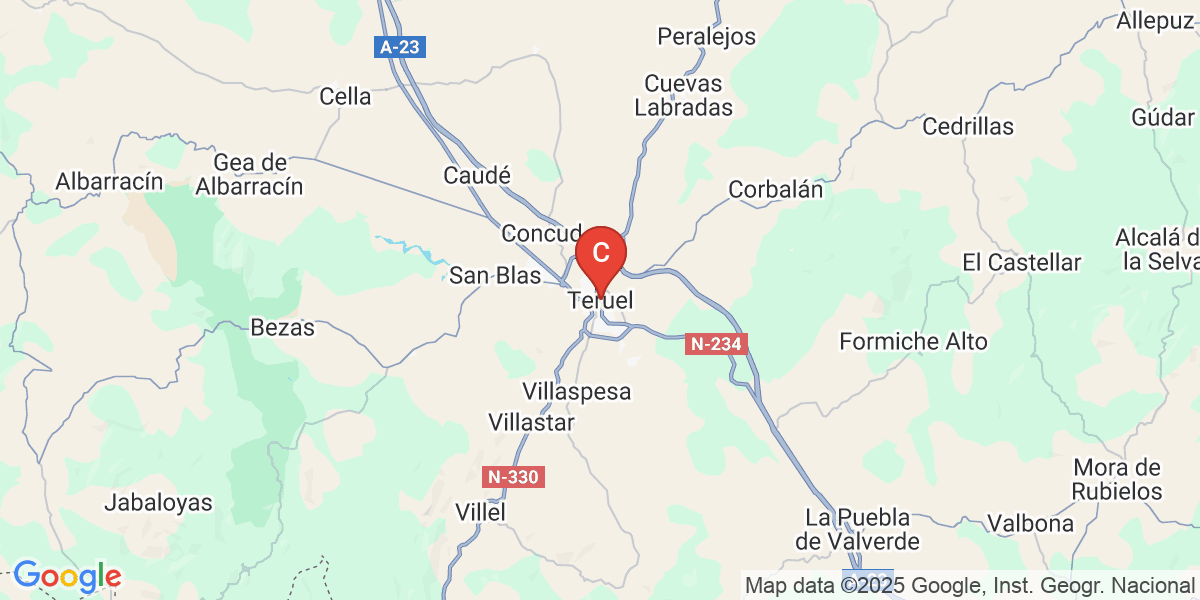 Allepuz
Peralejos
A-23
Cuevas
Labradas
Cella
Gúdar
Cedrillas
Gea de
Albarracín
Albarracín
Caudé
Corbalán
Concud
C
Alcalá d
la Selva
El Castellar
San Blas
Teruel
Bezas
N-234
Formiche Alto
Villaspesa
Villastar
N-330
Mora de
Rubielos
Jabaloyas
Villel
La Puebla
de Valverde
Valbona
Google
Map data ©2025 Google, Inst. Geogr. Nacional